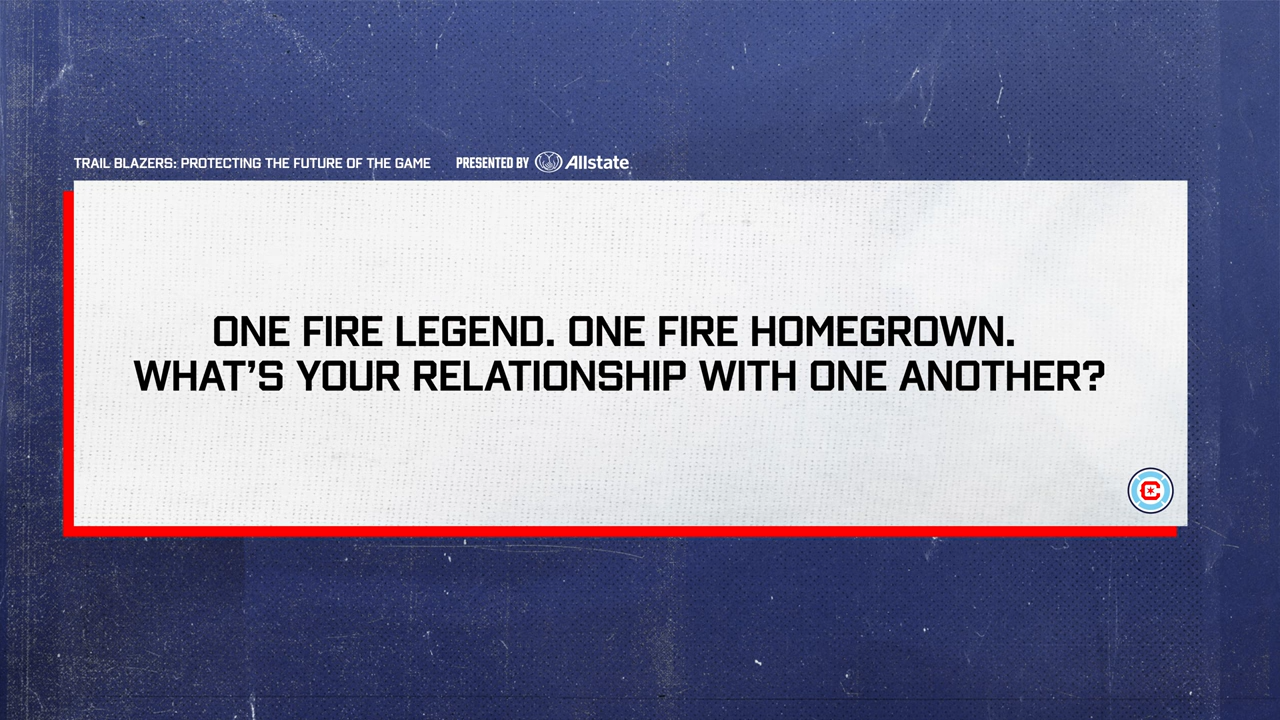 TRAIL BLAZERS: PROTECTING THE FUTURE OF THE GAME PRESENTED BY Allstate
ONE FIRE LEGEND. ONE FIRE HOMEGROWN.
WHAT'S YOUR RELATIONSHIP WITH ONE ANOTHER?
C